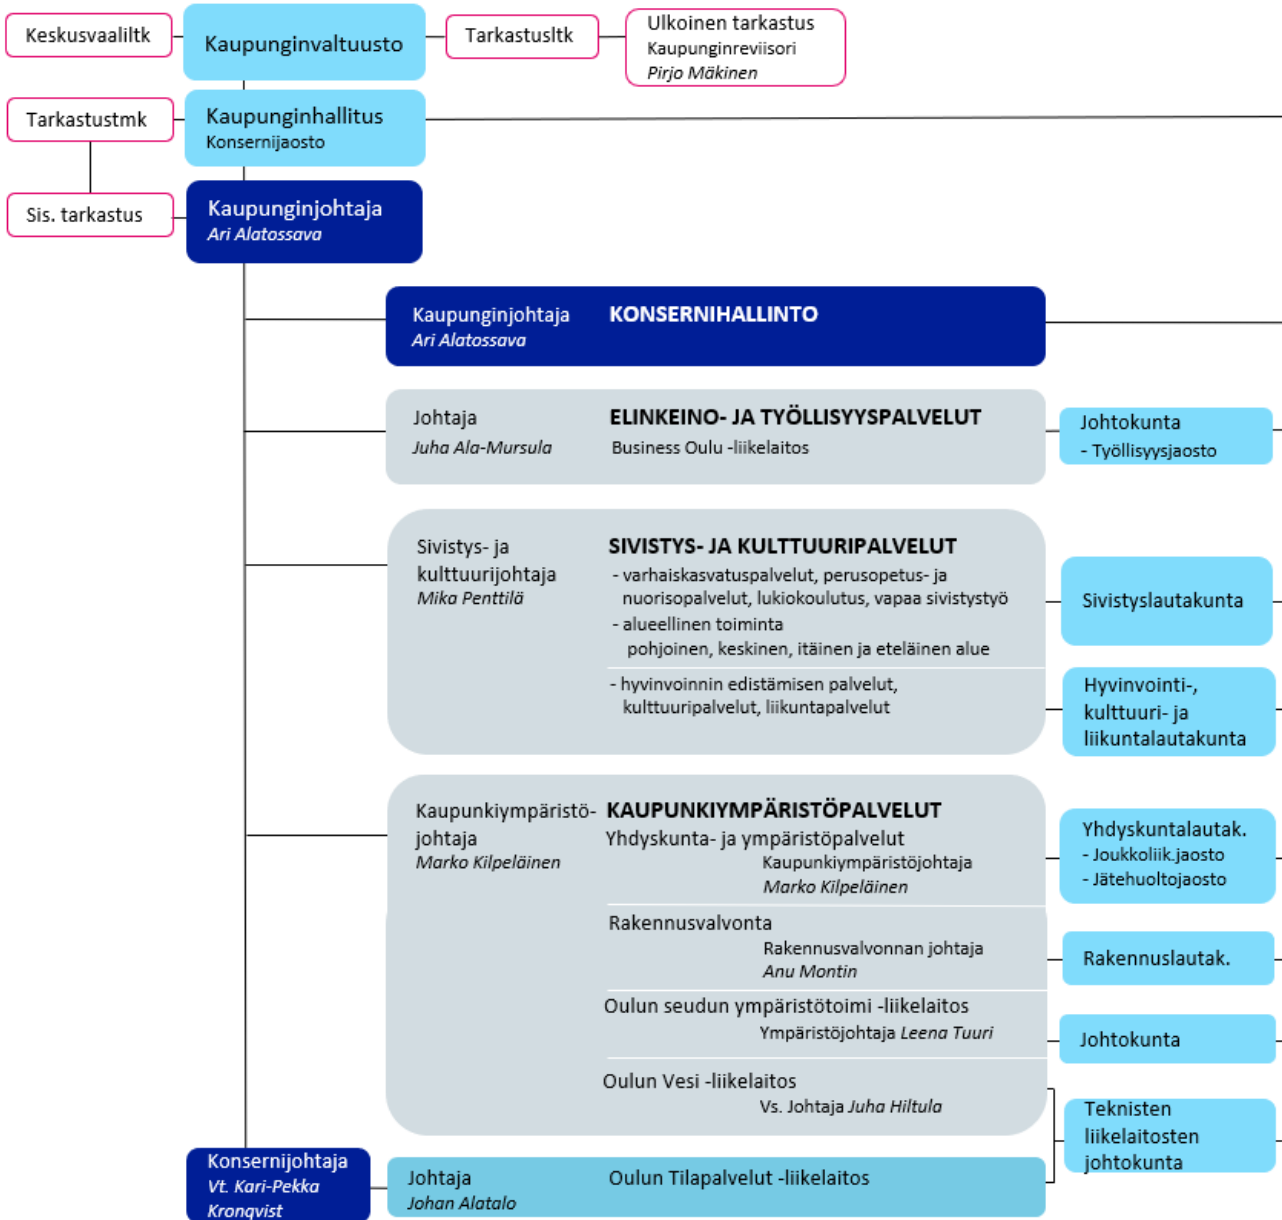 Keskusvaaliltk
Kaupunginvaltuusto
Tarkastusltk
Ulkoinen tarkastus
Kaupunginreviisori
Pirjo Mäkinen
Tarkastustmk
Kaupunginhallitus
Konsernijaosto
Sis. tarkastus
Kaupunginjohtaja
Ari Alatossava
Kaupunginjohtaja
Ari Alatossava
KONSERNIHALLINTO
Johtaja
Juha Ala-Mursula
ELINKEINO- JA TYÖLLISYYSPALVELUT
Business Oulu -liikelaitos
Johtokunta
- Työllisyysjaosto
Sivistys- ja
kulttuurijohtaja
Mika Penttilä
SIVISTYS- JA KULTTUURIPALVELUT
- varhaiskasvatuspalvelut, perusopetus- ja
nuorisopalvelut, lukiokoulutus, vapaa sivistystyö
- alueellinen toiminta
pohjoinen, keskinen, itäinen ja eteläinen alue
- hyvinvoinnin edistämisen palvelut,
kulttuuripalvelut, liikuntapalvelut
Sivistyslautakunta
Hyvinvointi-,
kulttuuri- ja
liikuntalautakunta
Kaupunkiympäristö-
johtaja
Marko Kilpeläinen
KAUPUNKIYMPÄRISTÖPALVELUT
Yhdyskunta- ja ympäristöpalvelut
Kaupunkiympäristöjohtaja
Marko Kilpeläinen
Yhdyskuntalautak.
- Joukkoliik.jaosto
- Jätehuoltojaosto
Rakennusvalvonta
Rakennusvalvonnan johtaja
Anu Montin
Rakennuslautak.
Oulun seudun ympäristötoimi -liikelaitos
Ympäristöjohtaja Leena Tuuri
Johtokunta
Oulun Vesi -liikelaitos
Vs. Johtaja Juha Hiltula
Teknisten
liikelaitosten
johtokunta
Konsernijohtaja
Vt. Kari-Pekka
Kronqvist
Johtaja
Johan Alatalo
Oulun Tilapalvelut -liikelaitos